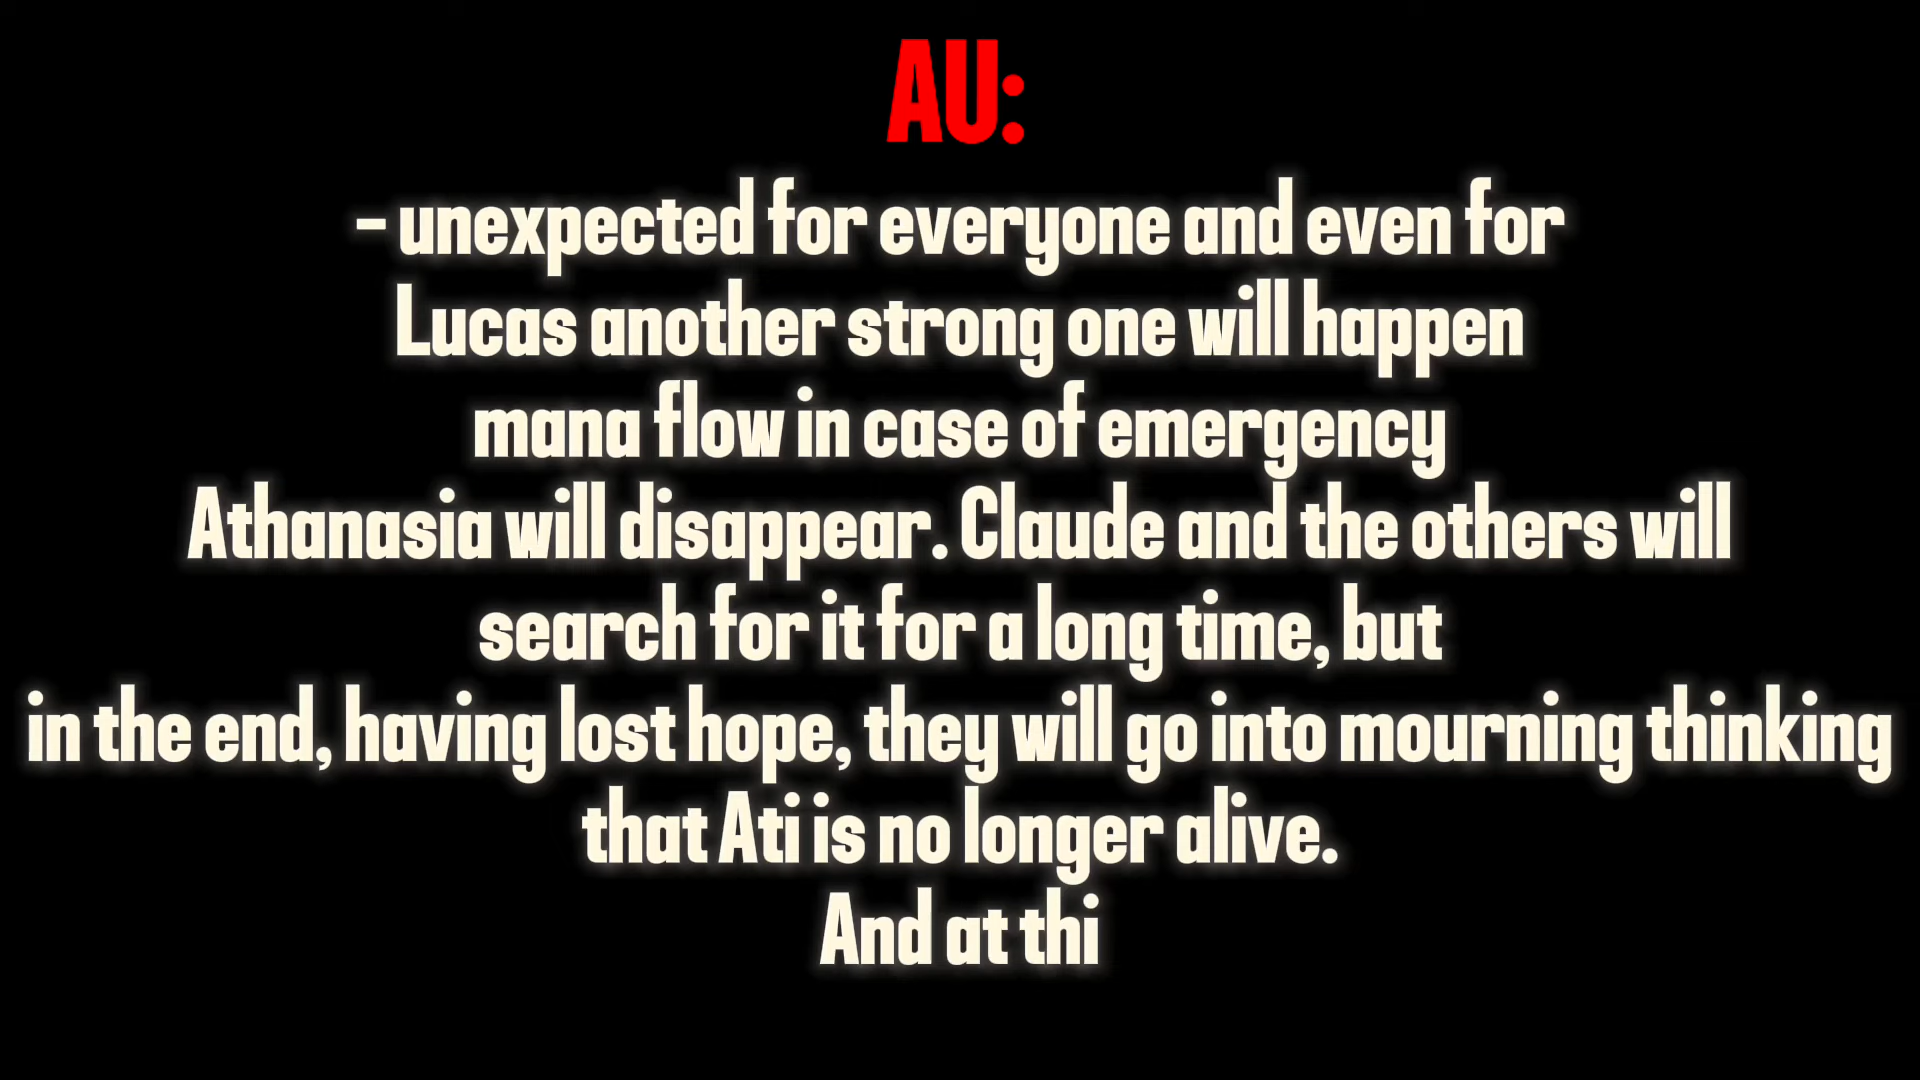 AU:
- unexpected for everyone and even for
Lucas another strong one will happen
mana flow in case of emergency
Athanasia will disappear. Claude and the others will
search for it for a long time, but
in the end, having lost hope, they will go into mourning thinking
that Ati is no longer alive.
And at thi